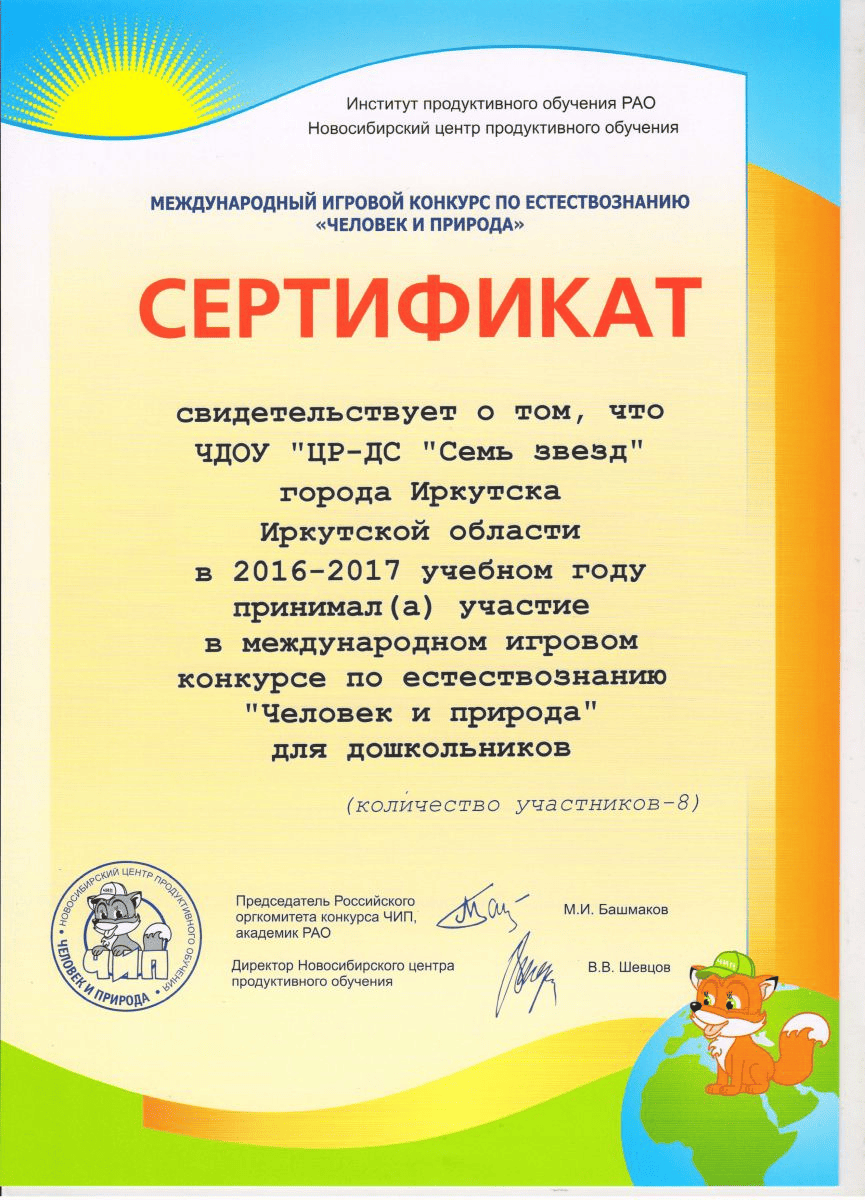 Институт продуктивного обучения РАО
Новосибирский центр продуктивного обучения
МЕЖДУНАРОДНЫЙ ИГРОВОЙ КОНКУРС ПО ЕСТЕСТВОЗНАНИЮ
«ЧЕЛОВЕК И ПРИРОДА»
СЕРТИФИКАТ
свидетельствует о том, что
ЧДОУ "ЦР-ДС "Семь звезд"
города Иркутска
Иркутской области
в 2016-2017 учебном году
принимал(а) участие
в международном игровом
конкурсе по естествознанию
"Человек и природа"
для дошкольников
(количество участников-8)
НОВОСИБИРСКИЙ ЦЕНТР ПРОДУКТИВНОГО ОБУЧЕНИЯ
ЧИП
ЧИП
ЧЕЛОВЕК И ПРИРОДА
Председатель Российского
оргкомитета конкурса ЧИП,
академик РАО
М.И. Башмаков
Директор Новосибирского центра
продуктивного обучения
В.В. Шевцов
ЧИП